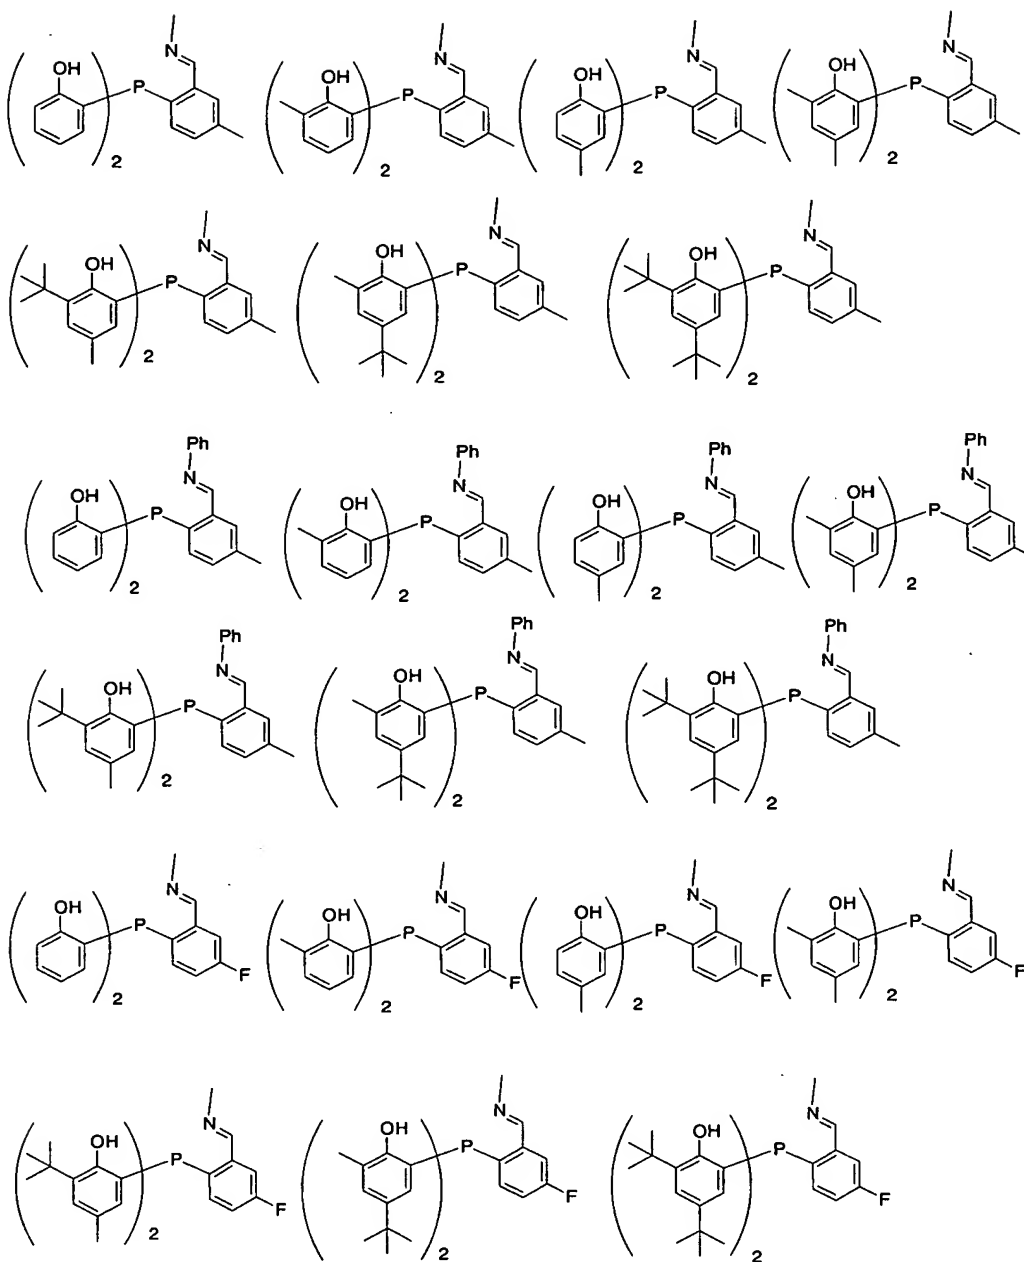 OH P N 2 OH P N 2 OH P N 2 OH P N 2
OH P N 2 OH P N 2 OH P N 2
Ph Ph Ph Ph
OH P N 2 OH P N 2 OH P N 2 OH P N 2
Ph Ph Ph
OH P N 2 OH P N 2 OH P N 2
OH P N F 2 OH P N F 2 OH P N F 2 OH P N F 2
OH P N F 2 OH P N F 2 OH P N F 2